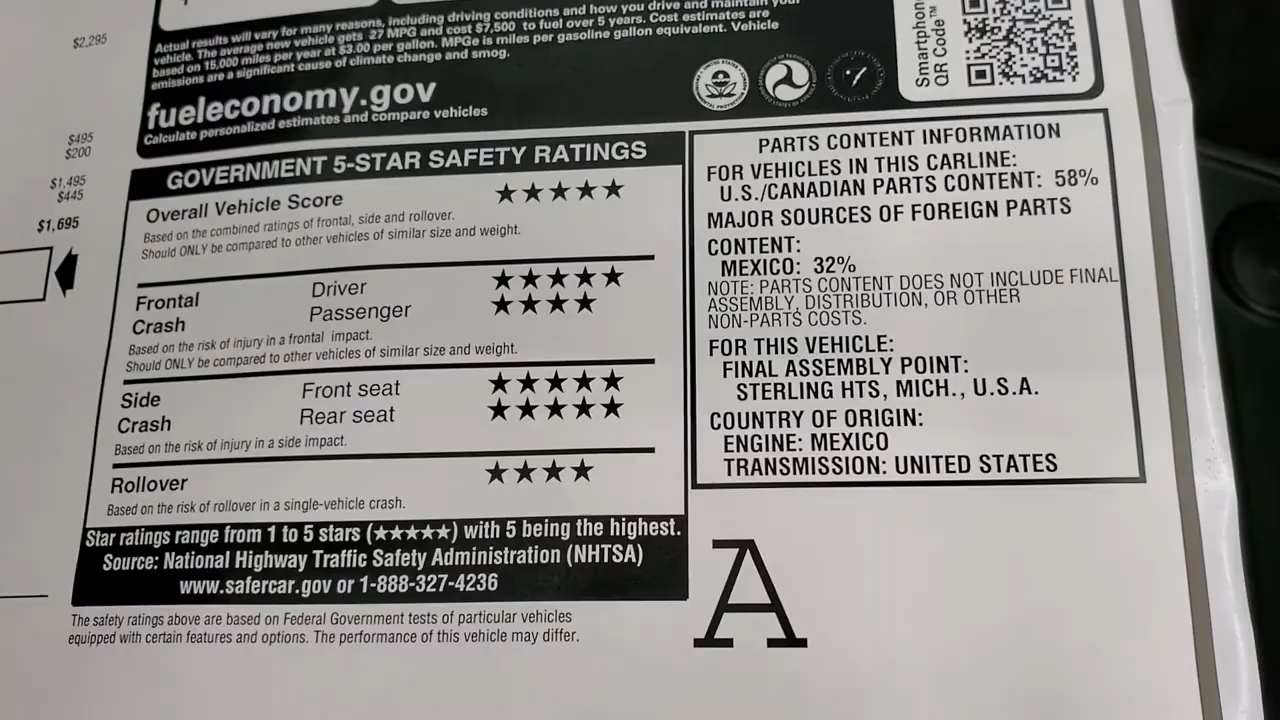 $2,295
$495
$200
$1,495
$445
$1,695
Actual results will vary for many reasons, including driving conditions and how you drive and maintain your
vehicle. The average new vehicle gets 27 MPG and cost $7,500 to fuel over 5 years. Cost estimates are
based on 15,000 miles per year at $3.00 per gallon. MPGe is miles per gasoline gallon equivalent. Vehicle
emissions are a significant cause of climate change and smog.
fueleconomy.gov
Calculate personalized estimates and compare vehicles
Smartphone
QR Code™
GOVERNMENT 5-STAR SAFETY RATINGS
Overall Vehicle Score ★★★★★
Based on the combined ratings of frontal, side and rollover.
Should ONLY be compared to other vehicles of similar size and weight.
Frontal Driver ★★★★★
Crash Passenger ★★★★
Based on the risk of injury in a frontal impact.
Should ONLY be compared to other vehicles of similar size and weight.
Side Front seat ★★★★★
Crash Rear seat ★★★★★
Based on the risk of injury in a side impact.
Rollover ★★★★
Based on the risk of rollover in a single-vehicle crash.
Star ratings range from 1 to 5 stars (★★★★★) with 5 being the highest.
Source: National Highway Traffic Safety Administration (NHTSA)
www.safercar.gov or 1-888-327-4236
The safety ratings above are based on Federal Government tests of particular vehicles
equipped with certain features and options. The performance of this vehicle may differ.
PARTS CONTENT INFORMATION
FOR VEHICLES IN THIS CARLINE:
U.S./CANADIAN PARTS CONTENT: 58%
MAJOR SOURCES OF FOREIGN PARTS
CONTENT:
MEXICO: 32%
NOTE: PARTS CONTENT DOES NOT INCLUDE FINAL
ASSEMBLY, DISTRIBUTION, OR OTHER
NON-PARTS COSTS.
FOR THIS VEHICLE:
FINAL ASSEMBLY POINT:
STERLING HTS, MICH., U.S.A.
COUNTRY OF ORIGIN:
ENGINE: MEXICO
TRANSMISSION: UNITED STATES
A